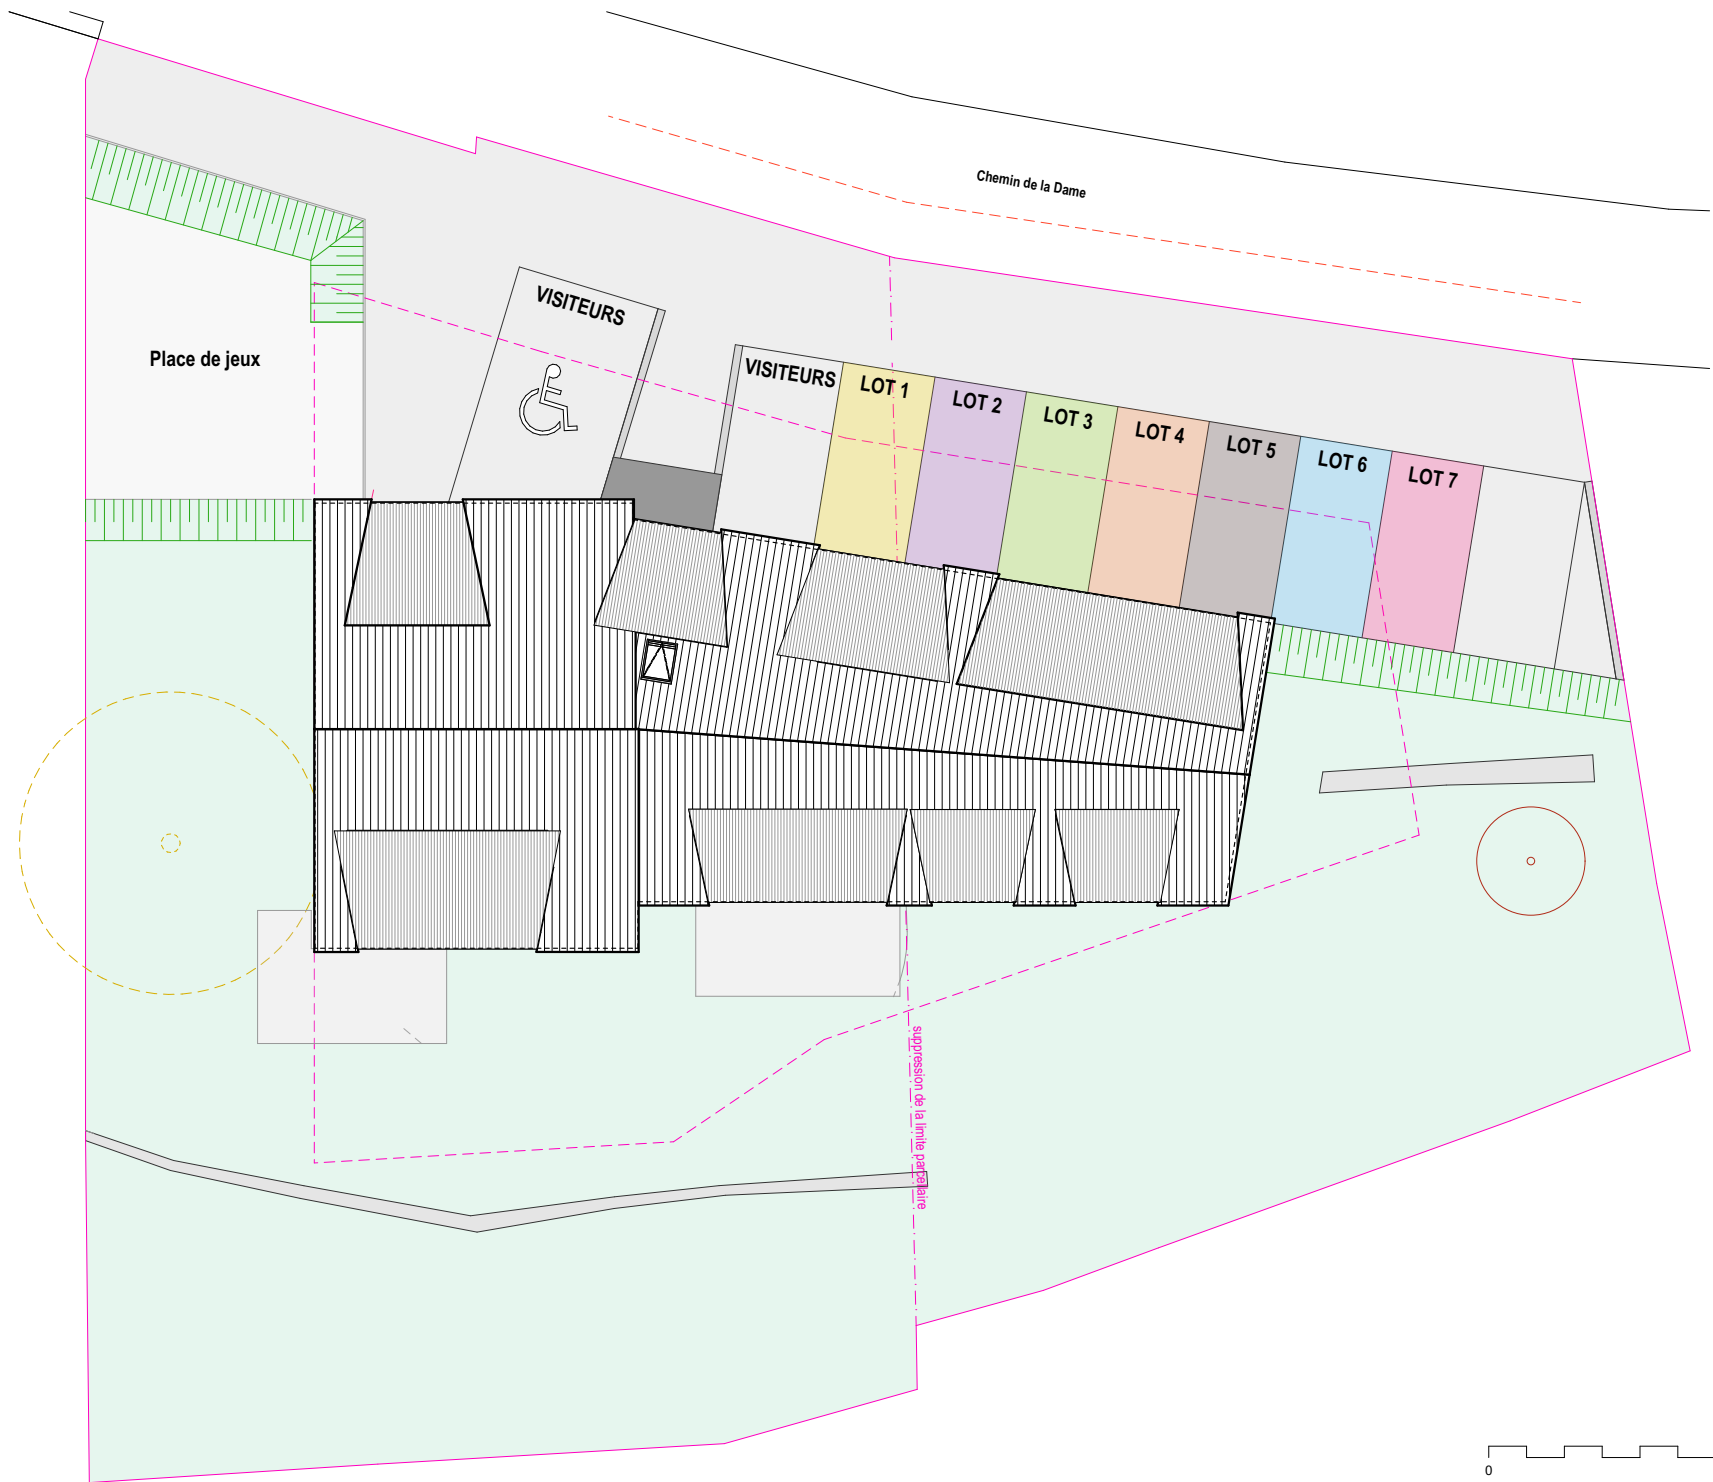 Chemin de la Dame
VISITEURS
Place de jeux
VISITEURS
LOT 1
LOT 2
LOT 3
LOT 4
LOT 5
LOT 6
LOT 7
suppression de la limite parcellaire
0